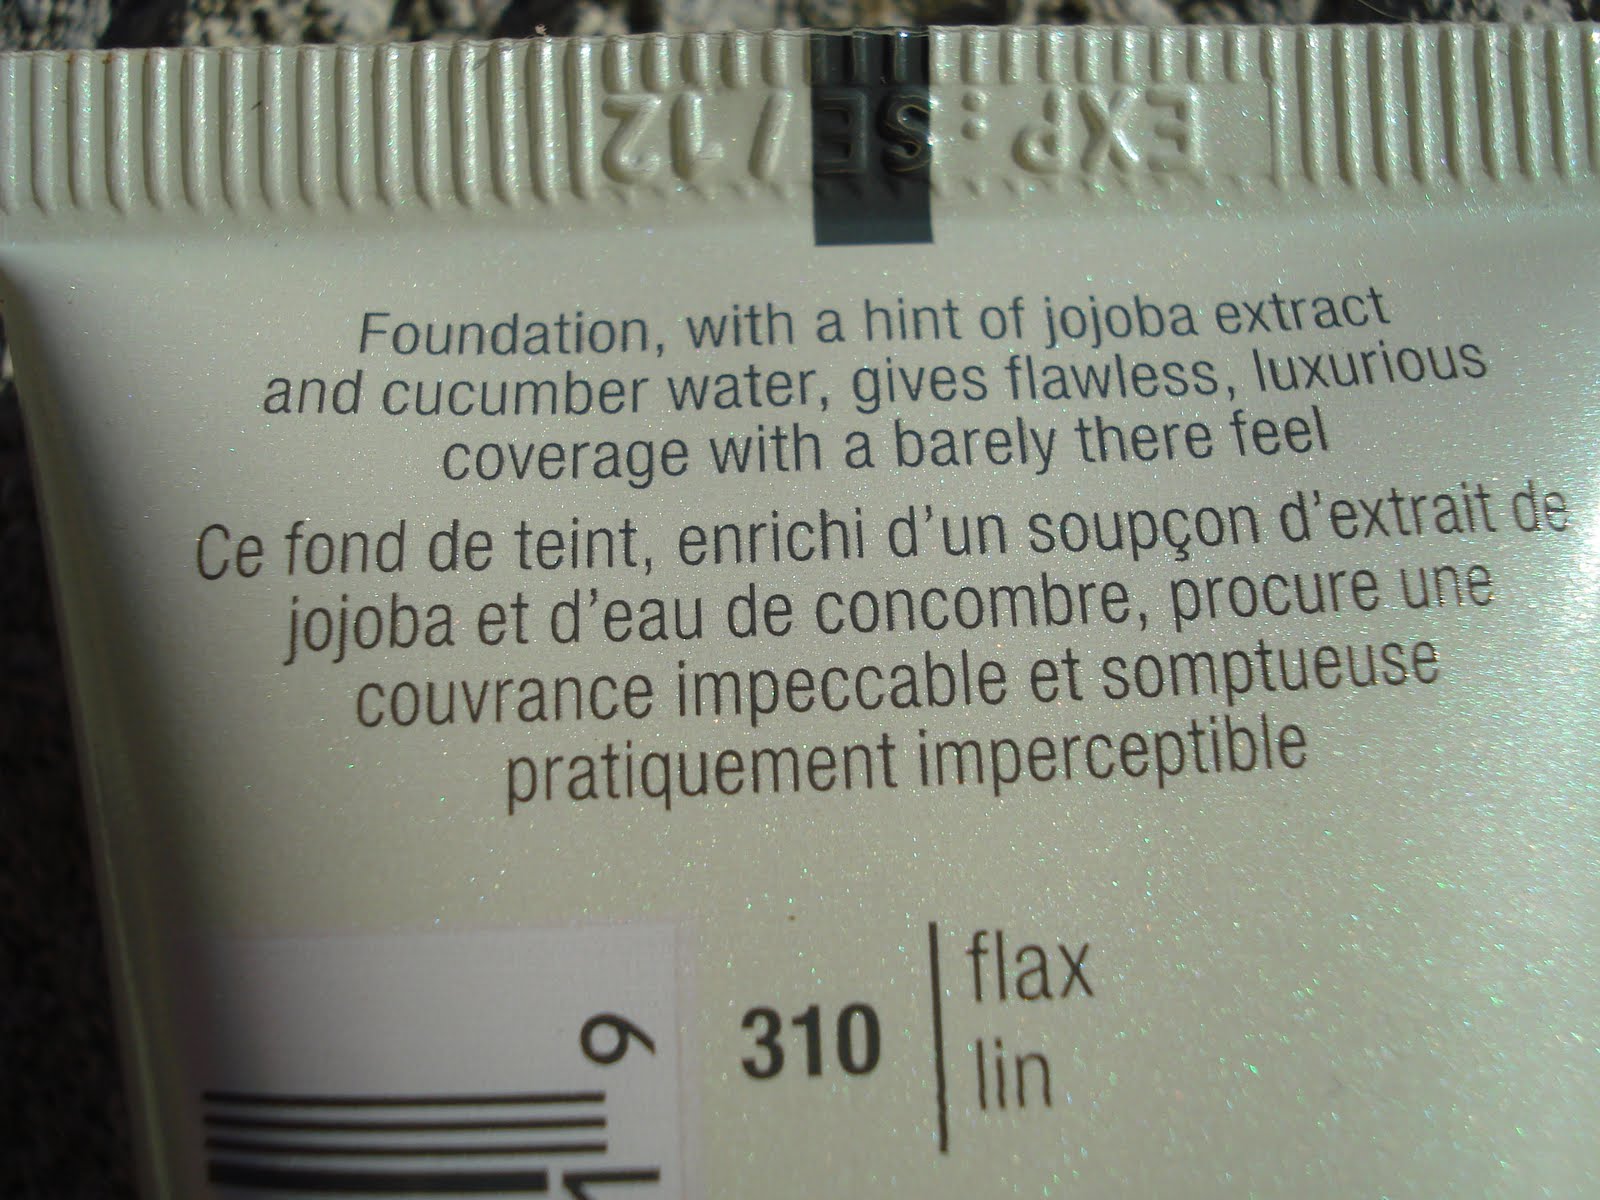 EXP: SE/12
Foundation, with a hint of jojoba extract
and cucumber water, gives flawless, luxurious
coverage with a barely there feel
Ce fond de teint, enrichi d'un soupçon d'extrait de
jojoba et d'eau de concombre, procure une
couvrance impeccable et somptueuse
pratiquement imperceptible
310
flax
lin